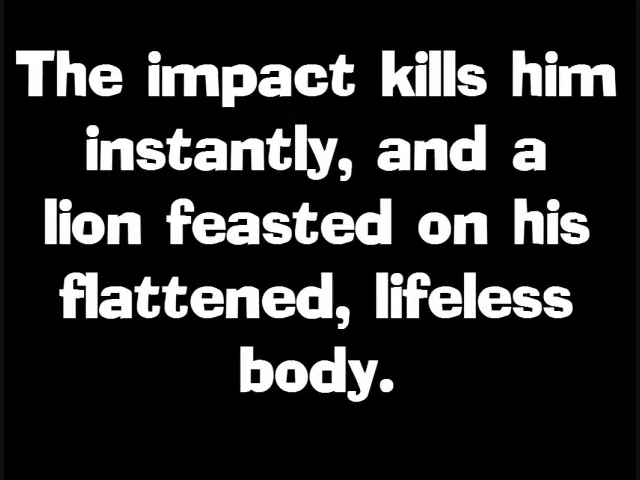 The impact kills him
instantly, and a
lion feasted on his
flattened, lifeless
body.